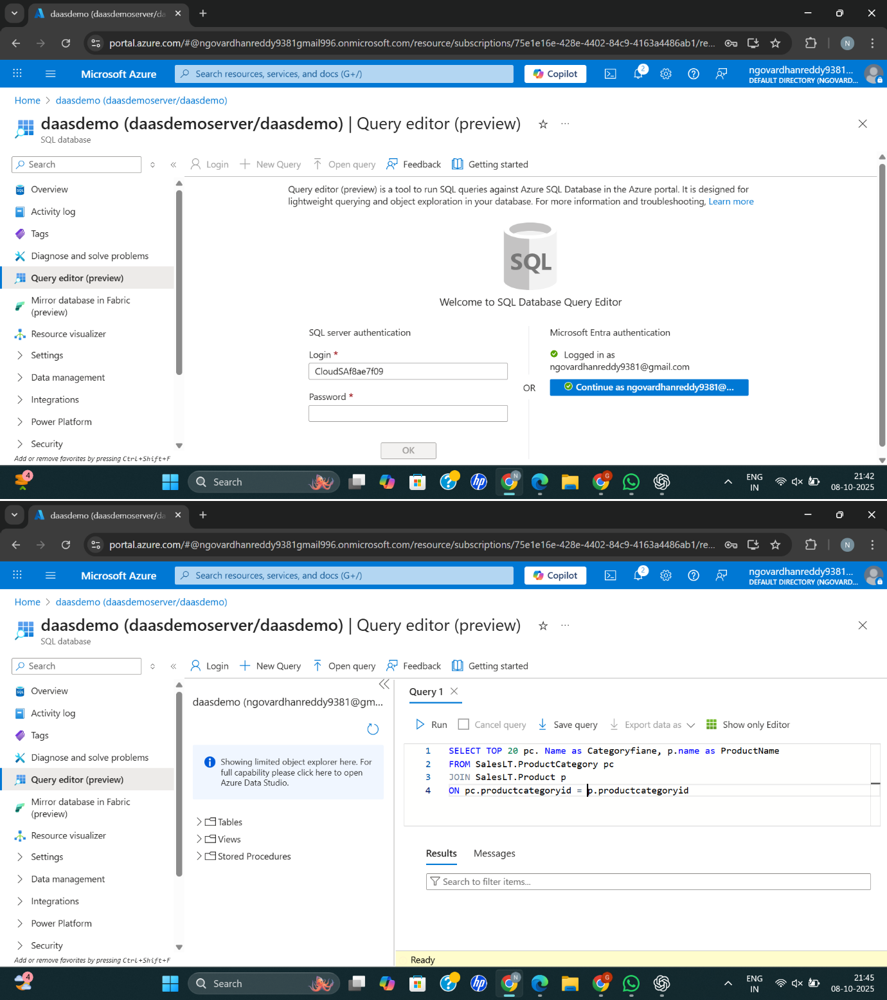 daasdemo (daasdemoserver/da
portal.azure.com/#@ngovardhanreddy9381gmail996.onmicrosoft.com/resource/subscriptions/75e1e16e-428e-4402-84c9-4163a4486ab1/re...
N
Microsoft Azure
Search resources, services, and docs (G+/)
Copilot
2
ngovardhanreddy9381...
DEFAULT DIRECTORY (NGOVARD...
Home > daasdemo (daasdemoserver/daasdemo)
daasdemo (daasdemoserver/daasdemo) | Query editor (preview)
SQL database
Search
Login
New Query
Open query
Feedback
Getting started
Overview
Activity log
Tags
Diagnose and solve problems
Query editor (preview)
Mirror database in Fabric
(preview)
Resource visualizer
Settings
Data management
Integrations
Power Platform
Security
Add or remove favorites by pressing Ctrl+Shift+F
Query editor (preview) is a tool to run SQL queries against Azure SQL Database in the Azure portal. It is designed for
lightweight querying and object exploration in your database. For more information and troubleshooting, Learn more
SQL
Welcome to SQL Database Query Editor
SQL server authentication
Login *
CloudSAf8ae7f09
Password *
OK
OR
Microsoft Entra authentication
Logged in as
ngovardhanreddy9381@gmail.com
Continue as ngovardhanreddy9381@...
4
Search
hp
N
G
ENG
IN
21:42
08-10-2025
daasdemo (daasdemoserver/da
portal.azure.com/#@ngovardhanreddy9381gmail996.onmicrosoft.com/resource/subscriptions/75e1e16e-428e-4402-84c9-4163a4486ab1/re...
N
Microsoft Azure
Search resources, services, and docs (G+/)
Copilot
2
ngovardhanreddy9381...
DEFAULT DIRECTORY (NGOVARD...
Home > daasdemo (daasdemoserver/daasdemo)
daasdemo (daasdemoserver/daasdemo) | Query editor (preview)
SQL database
Search
Login
New Query
Open query
Feedback
Getting started
Overview
Activity log
Tags
Diagnose and solve problems
Query editor (preview)
Mirror database in Fabric
(preview)
Resource visualizer
Settings
Data management
Integrations
Power Platform
Security
Add or remove favorites by pressing Ctrl+Shift+F
daasdemo (ngovardhanreddy9381@gm...
Showing limited object explorer here. For
full capability please click here to open
Azure Data Studio.
Tables
Views
Stored Procedures
Query 1
Run
Cancel query
Save query
Export data as
Show only Editor
1 SELECT TOP 20 pc. Name as Categoryfiane, p.name as ProductName
2 FROM SalesLT.ProductCategory pc
3 JOIN SalesLT.Product p
4 ON pc.productcategoryid = p.productcategoryid
Results
Messages
Search to filter items...
Ready
4
Search
hp
N
G
ENG
IN
21:45
08-10-2025